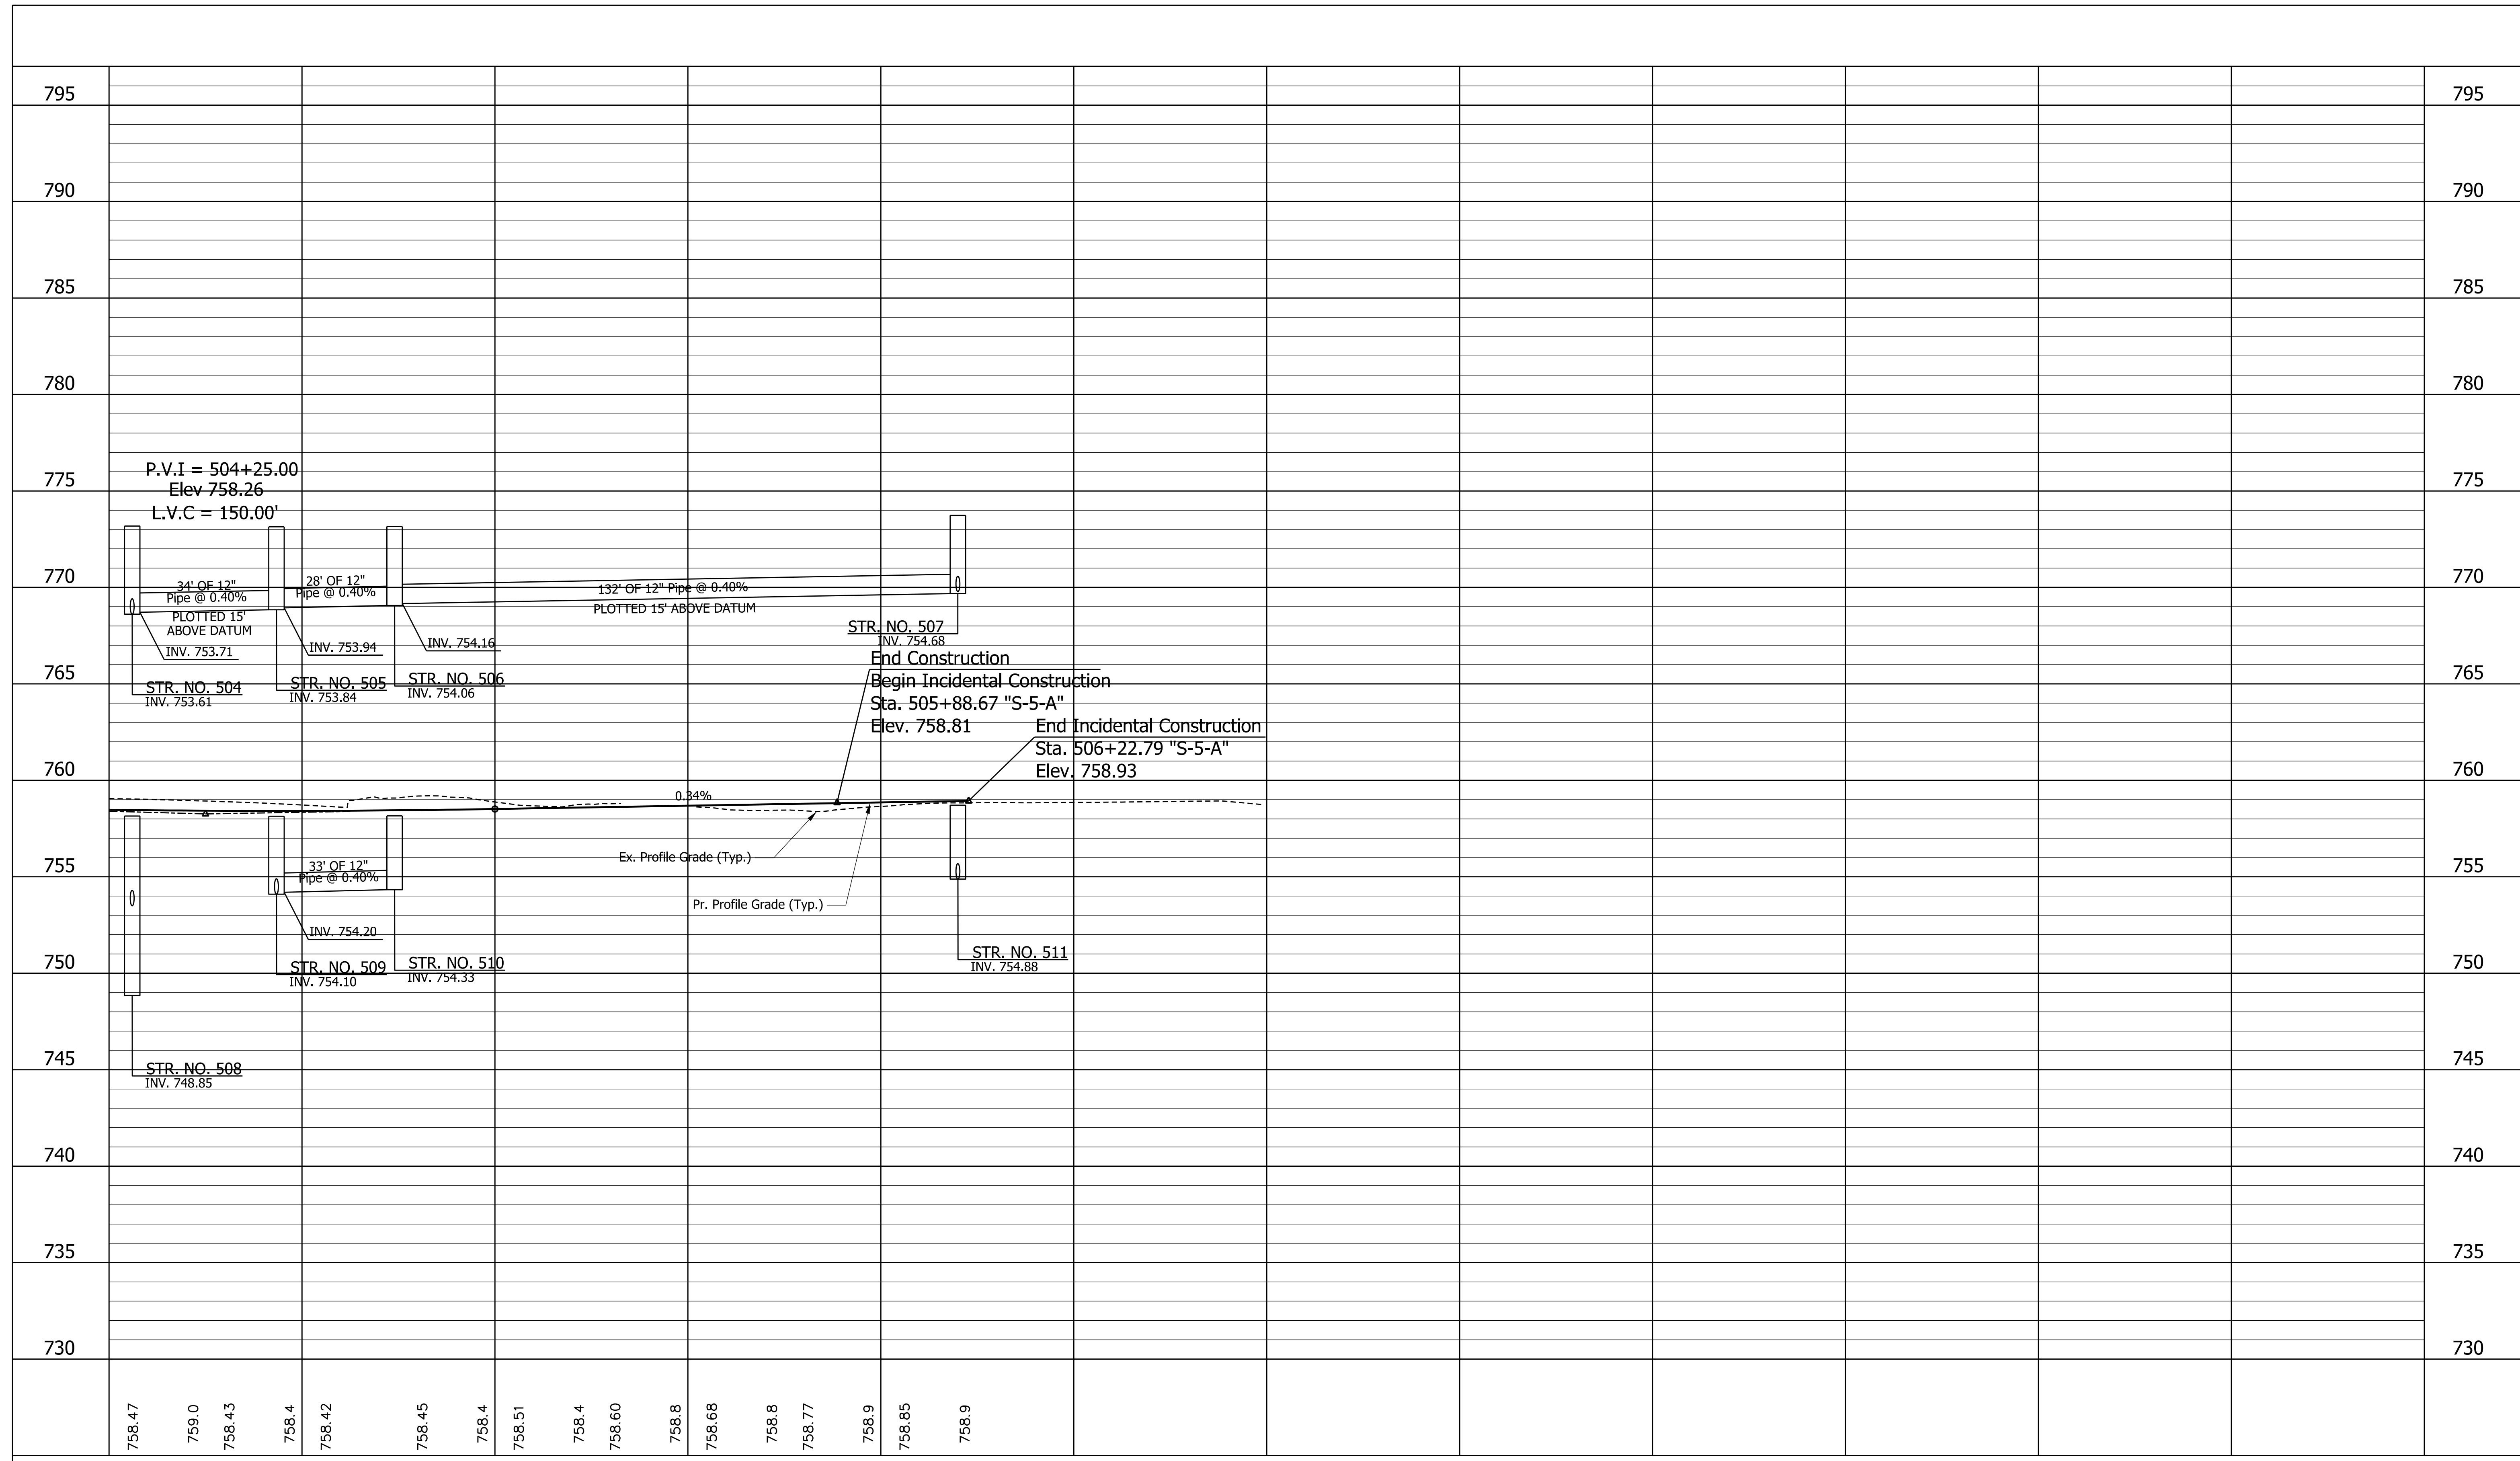 795 795
790 790
785 785
780 780
775 775
770 770
765 765
760 760
755 755
750 750
745 745
740 740
735 735
730 730
P.V.I = 504+25.00
Elev 758.26
L.V.C = 150.00'
34' OF 12"
Pipe @ 0.40%
PLOTTED 15'
ABOVE DATUM
INV. 753.71
STR. NO. 504
INV. 753.61
28' OF 12"
Pipe @ 0.40%
INV. 753.94
STR. NO. 505
INV. 753.84
INV. 754.16
STR. NO. 506
INV. 754.06
132' OF 12" Pipe @ 0.40%
PLOTTED 15' ABOVE DATUM
STR. NO. 507
INV. 754.68
End Construction
Begin Incidental Construction
Sta. 505+88.67 "S-5-A"
Elev. 758.81
End Incidental Construction
Sta. 506+22.79 "S-5-A"
Elev. 758.93
0.34%
Ex. Profile Grade (Typ.)
Pr. Profile Grade (Typ.)
33' OF 12"
Pipe @ 0.40%
INV. 754.20
STR. NO. 509
INV. 754.10
STR. NO. 510
INV. 754.33
STR. NO. 511
INV. 754.88
STR. NO. 508
INV. 748.85
758.47
759.0
758.43
758.4
758.42
758.45
758.4
758.51
758.4
758.60
758.8
758.68
758.8
758.77
758.9
758.85
758.9